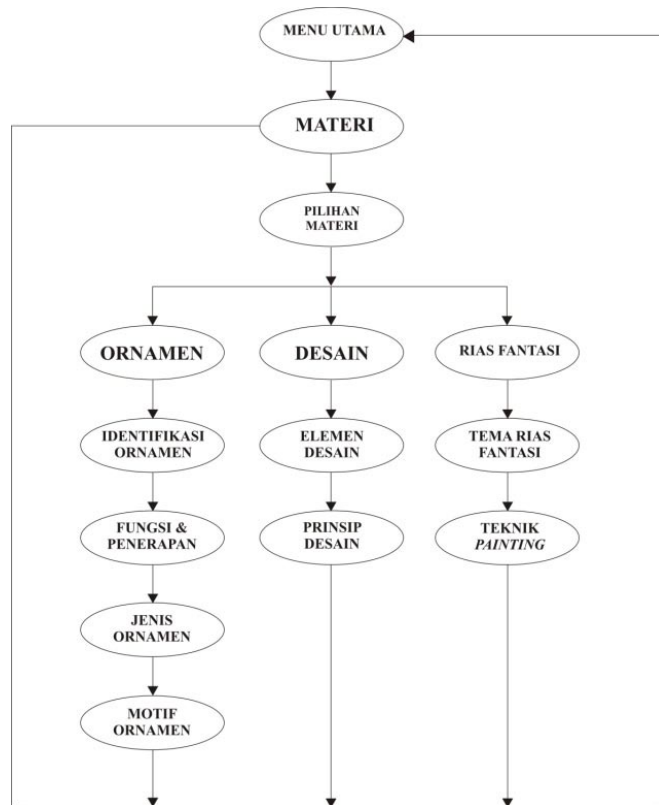 MENU UTAMA
MATERI
PILIHAN
MATERI
ORNAMEN
DESAIN
RIAS FANTASI
IDENTIFIKASI
ORNAMEN
ELEMEN
DESAIN
TEMA RIAS
FANTASI
FUNGSI &
PENERAPAN
PRINSIP
DESAIN
TEKNIK
PAINTING
JENIS
ORNAMEN
MOTIF
ORNAMEN